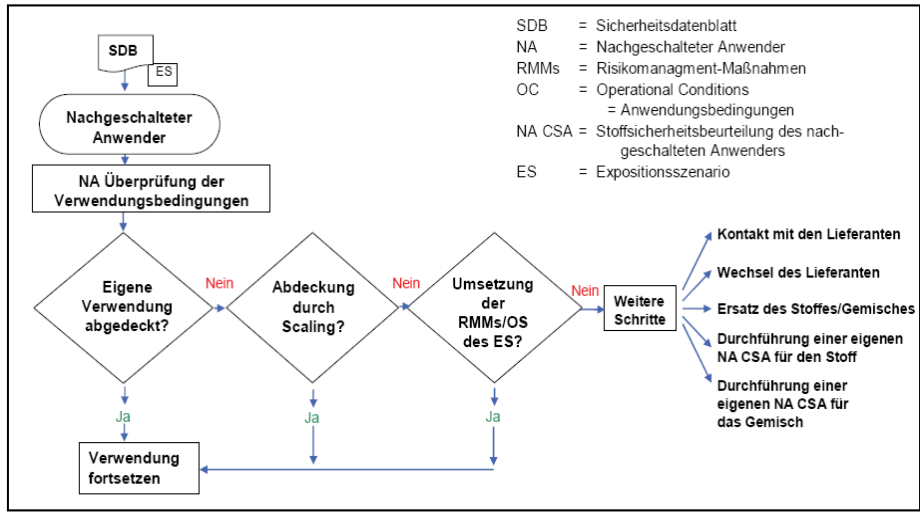 SDB
ES
Nachgeschalteter
Anwender
NA Überprüfung der
Verwendungsbedingungen
Eigene
Verwendung
abgedeckt?
Nein
Abdeckung
durch
Scaling?
Nein
Umsetzung
der
RMMs/OS
des ES?
Nein
Weitere
Schritte
Kontakt mit den Lieferanten
Wechsel des Lieferanten
Ersatz des Stoffes/Gemisches
Durchführung einer eigenen
NA CSA für den Stoff
Durchführung einer
eigenen NA CSA für
das Gemisch
Ja
Ja
Ja
Verwendung
fortsetzen
SDB = Sicherheitsdatenblatt
NA = Nachgeschalteter Anwender
RMMs = Risikomanagment-Maßnahmen
OC = Operational Conditions
= Anwendungsbedingungen
NA CSA = Stoffsicherheitsbeurteilung des nach-
geschalteten Anwenders
ES = Expositionsszenario